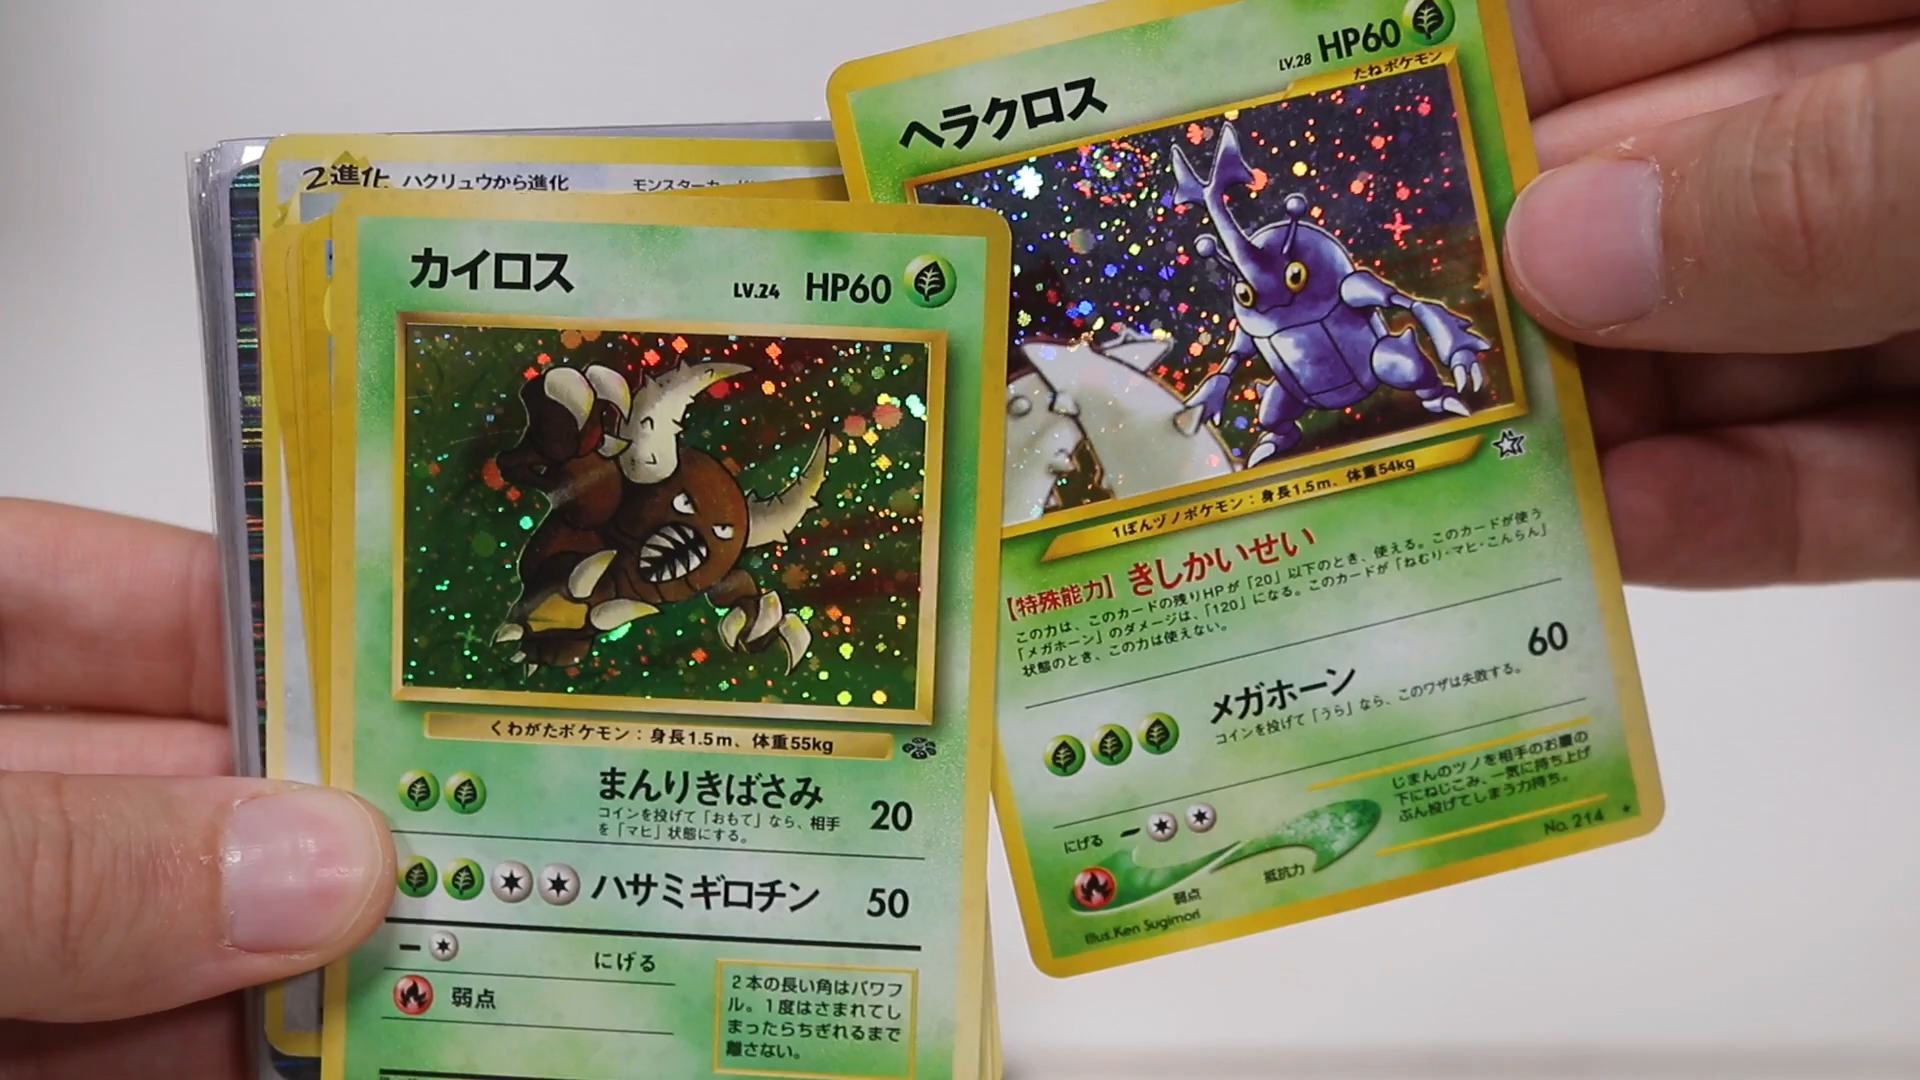 2進化 ハクリュウから進化
カイロス
LV.24 HP60
くわがたポケモン：身長1.5m、体重55kg
まんりきばさみ 20
コインを投げて「おもて」なら、相手
を「マヒ」状態にする。
ハサミギロチン 50
にげる
弱点
2本の長い角はパワフ
ル。1度はさまれてし
まったらちぎれるまで
離さない。
ヘラクロス
LV.28 HP60
たねポケモン
1ぽんヅノポケモン：身長1.5m、体重54kg
【特殊能力】きしかいせい
この力は、このカードの残りHPが「20」以下のとき、使える。このカードが使う
「メガホーン」のダメージは、「120」になる。このカードが「ねむり・マヒ・こんらん」
状態のとき、この力は使えない。
メガホーン 60
コインを投げて「うら」なら、このワザは失敗する。
じまんのツノを相手のお腹の
下にねじこみ、一気に持ち上げ
ぶん投げてしまう力持ち。
No. 214
にげる
弱点
抵抗力
Illus.Ken Sugimori